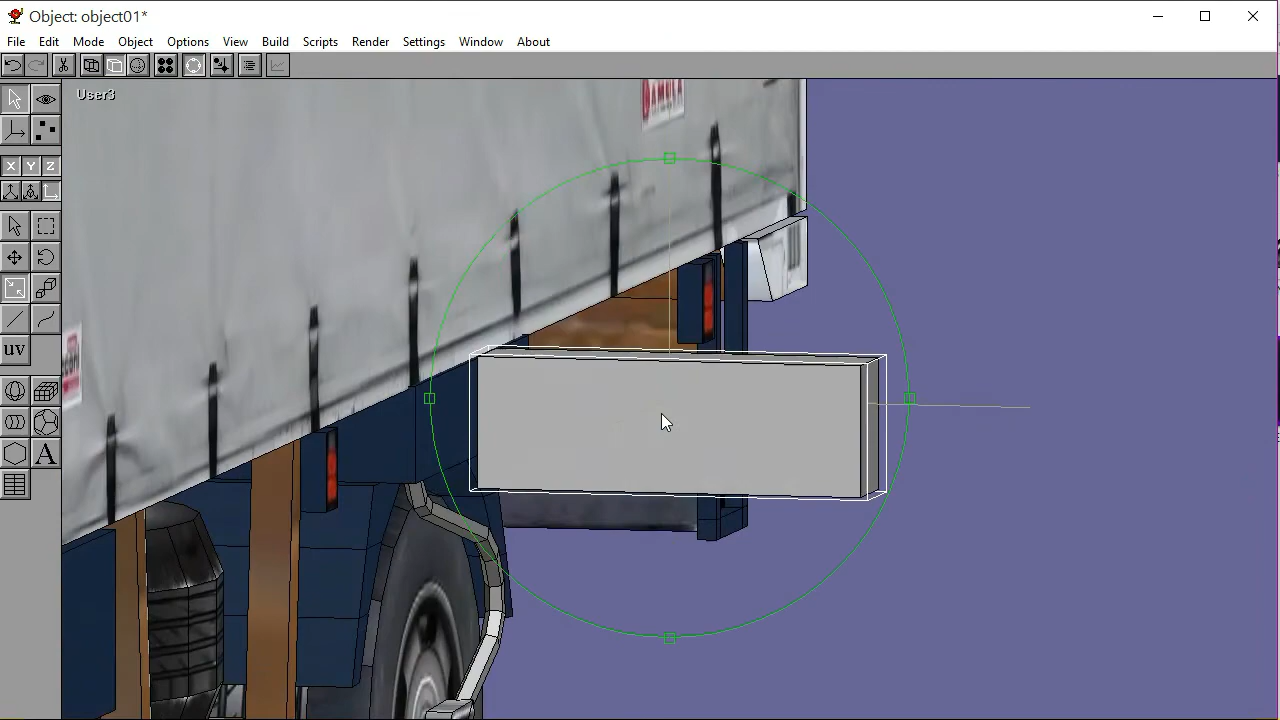 Object: object01*
File Edit Mode Object Options View Build Scripts Render Settings Window About
User3
X Y Z
uv
A